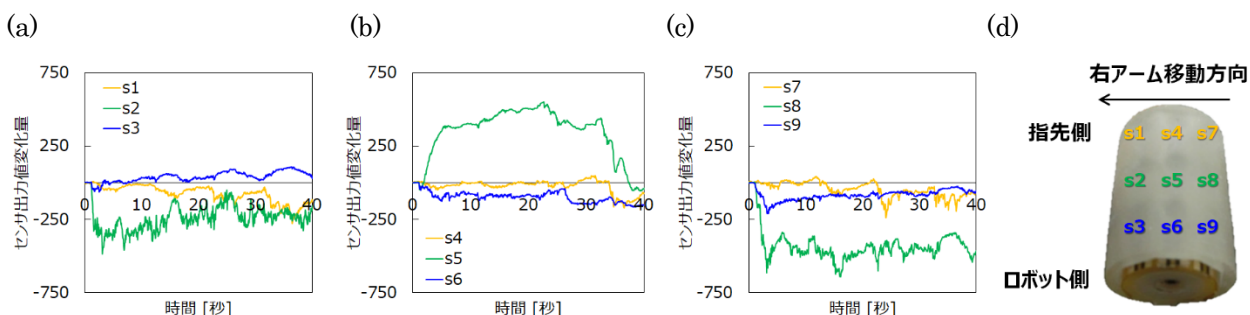 (a)
750
250
-250
-750
0
10
20
30
40
s1
s2
s3
センサ出力値変化量
時間 [秒]
(b)
750
250
-250
-750
0
10
20
30
40
s4
s5
s6
センサ出力値変化量
時間 [秒]
(c)
750
250
-250
-750
0
10
20
30
40
s7
s8
s9
センサ出力値変化量
時間 [秒]
(d)
右アーム移動方向
指先側
s1 s4 s7
s2 s5 s8
s3 s6 s9
ロボット側